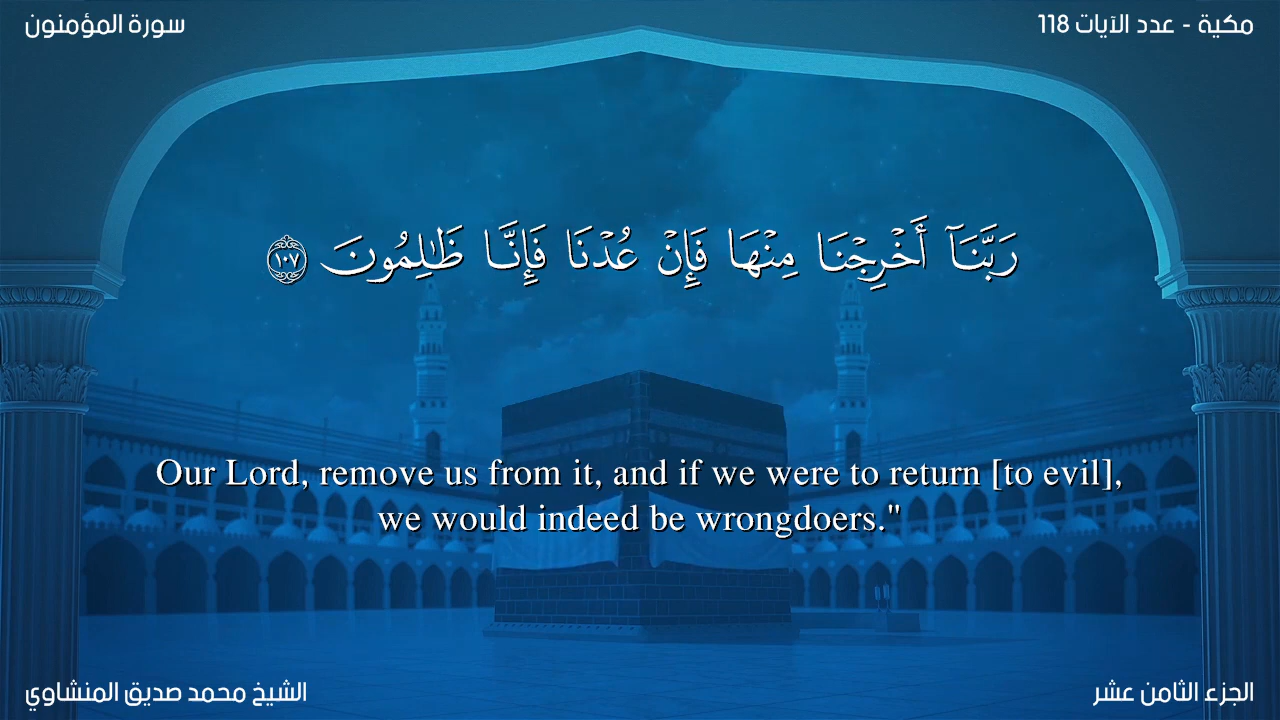 سورة المؤمنون
مكية - عدد الآيات 118
رَبَّنَآ أَخْرِجْنَا مِنْهَا فَإِنْ عُدْنَا فَإِنَّا ظَٰلِمُونَ ١٠٧
Our Lord, remove us from it, and if we were to return [to evil],
we would indeed be wrongdoers."
الشيخ محمد صديق المنشاوي
الجزء الثامن عشر